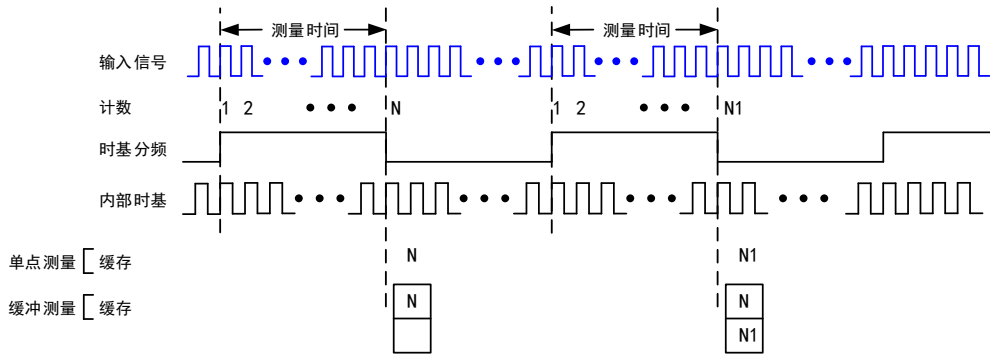 测量时间 测量时间
输入信号
计数 1 2 N 1 2 N1
时基分频
内部时基
单点测量 缓存 N N1
缓冲测量 缓存 N N
N1